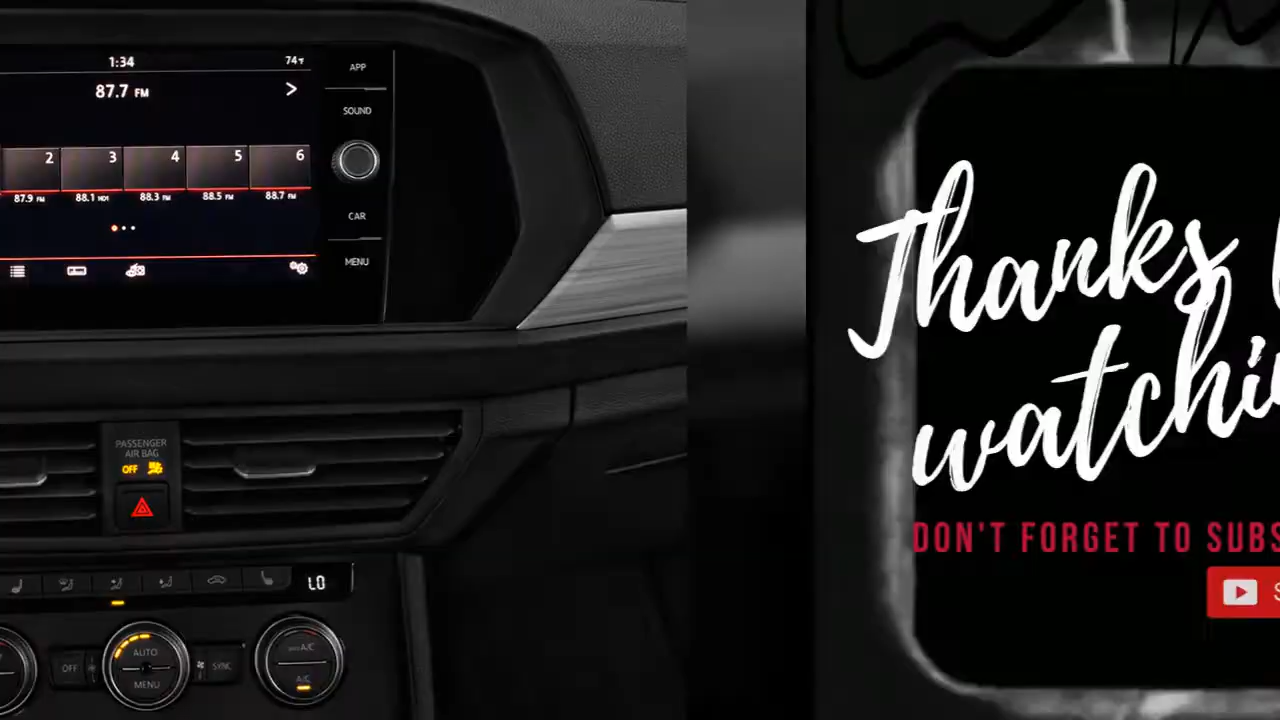 1:34
74°F
87.7 FM
>
APP
SOUND
2 3 4 5 6
87.9 FM 88.1 HD1 88.3 FM 88.5 FM 88.7 FM
CAR
MENU
PASSENGER
AIR BAG
OFF
LO
AUTO
MENU
OFF
SYNC
A/C
A/C
Thanks
watchi
DON'T FORGET TO SUBS
S